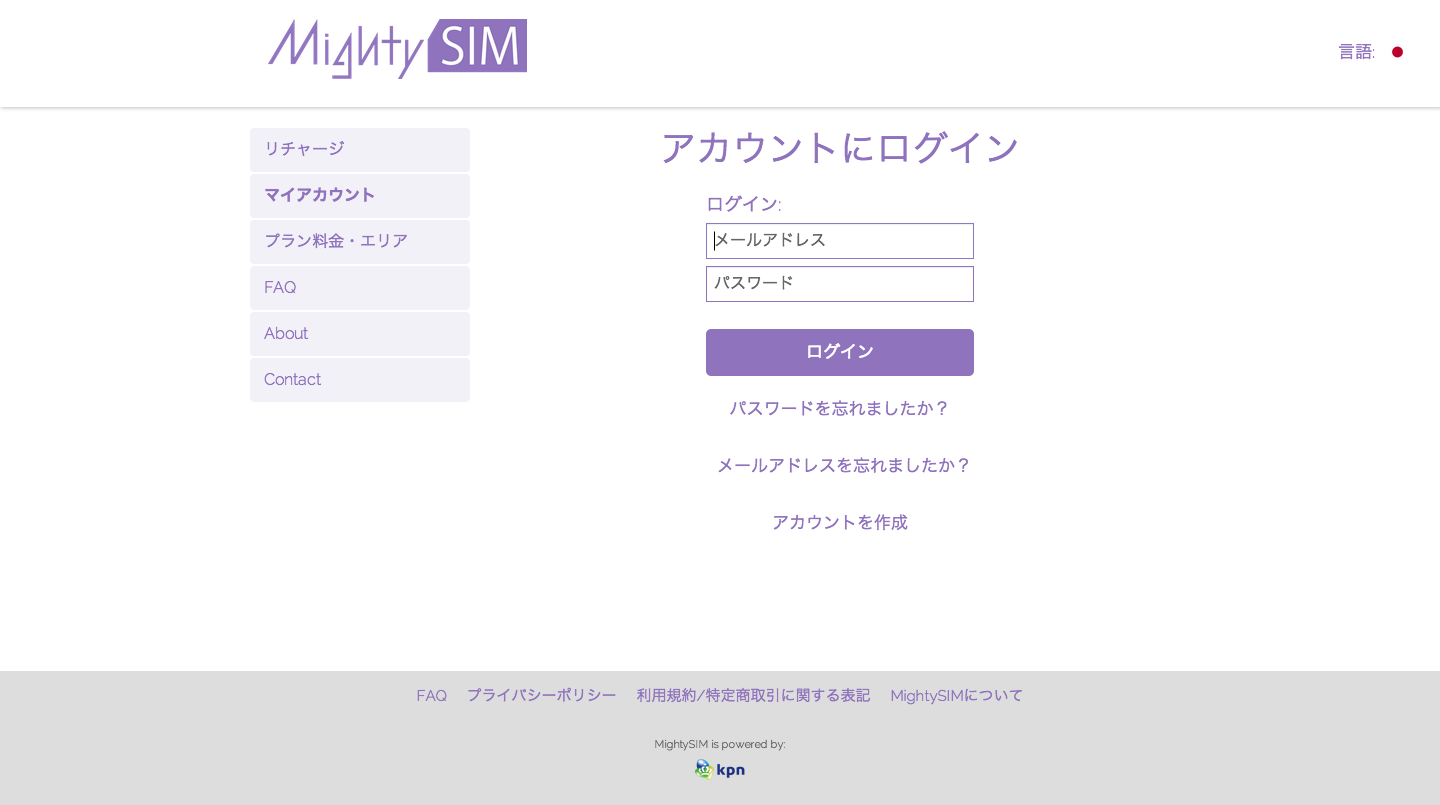 Mighty SIM
言語:
リチャージ
マイアカウント
プラン料金・エリア
FAQ
About
Contact
アカウントにログイン
ログイン:
メールアドレス
パスワード
ログイン
パスワードを忘れましたか？
メールアドレスを忘れましたか？
アカウントを作成
FAQ プライバシーポリシー 利用規約/特定商取引に関する表記 MightySIMについて
MightySIM is powered by:
kpn